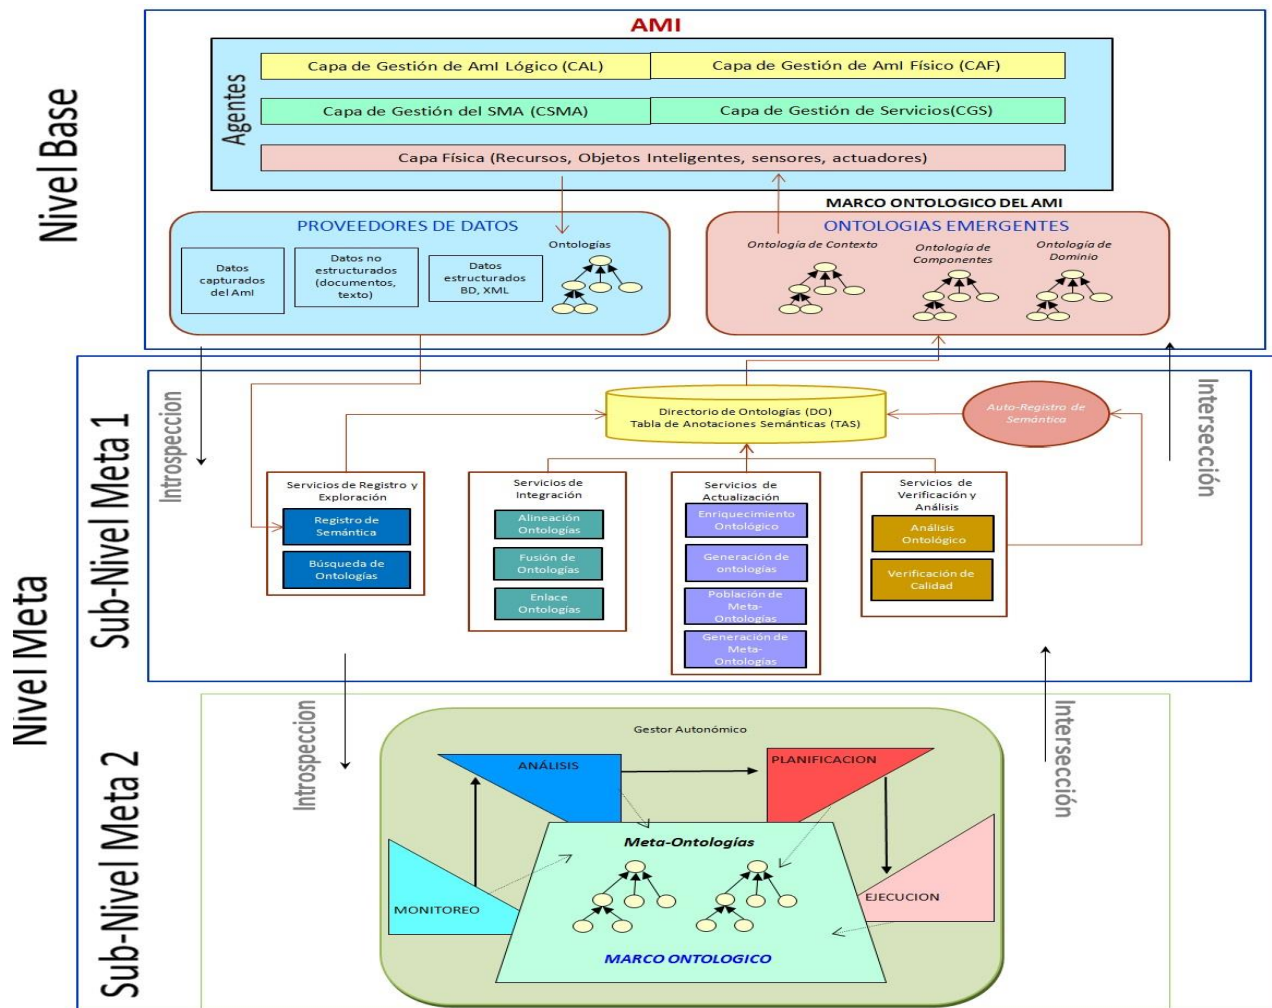 AMI
Nivel Base
Agentes
Capa de Gestión de AmI Lógico (CAL)
Capa de Gestión de AmI Físico (CAF)
Capa de Gestión del SMA (CSMA)
Capa de Gestión de Servicios(CGS)
Capa Física (Recursos, Objetos Inteligentes, sensores, actuadores)
MARCO ONTOLOGICO DEL AMI
PROVEEDORES DE DATOS
Datos
capturados
del AmI
Datos no
estructurados
(documentos,
texto)
Datos
estructurados
BD, XML
Ontologías
ONTOLOGIAS EMERGENTES
Ontología de Contexto
Ontología de
Componentes
Ontología de
Dominio
Nivel Meta
Sub-Nivel Meta 1
Introspeccion
Intersección
Directorio de Ontologías (DO)
Tabla de Anotaciones Semánticas (TAS)
Auto-Registro de
Semántica
Servicios de Registro y
Exploración
Registro de
Semántica
Búsqueda de
Ontologías
Servicios de
Integración
Alineación
Ontologías
Fusión de
Ontologías
Enlace
Ontologías
Servicios de
Actualización
Enriquecimiento
Ontológico
Generación de
ontologías
Población de
Meta-
Ontologías
Generación de
Meta-
Ontologías
Servicios de
Verificación y
Análisis
Análisis
Ontológico
Verificación de
Calidad
Sub-Nivel Meta 2
Introspeccion
Intersección
Gestor Autonómico
ANÁLISIS
PLANIFICACION
MONITOREO
EJECUCION
Meta-Ontologías
MARCO ONTOLOGICO